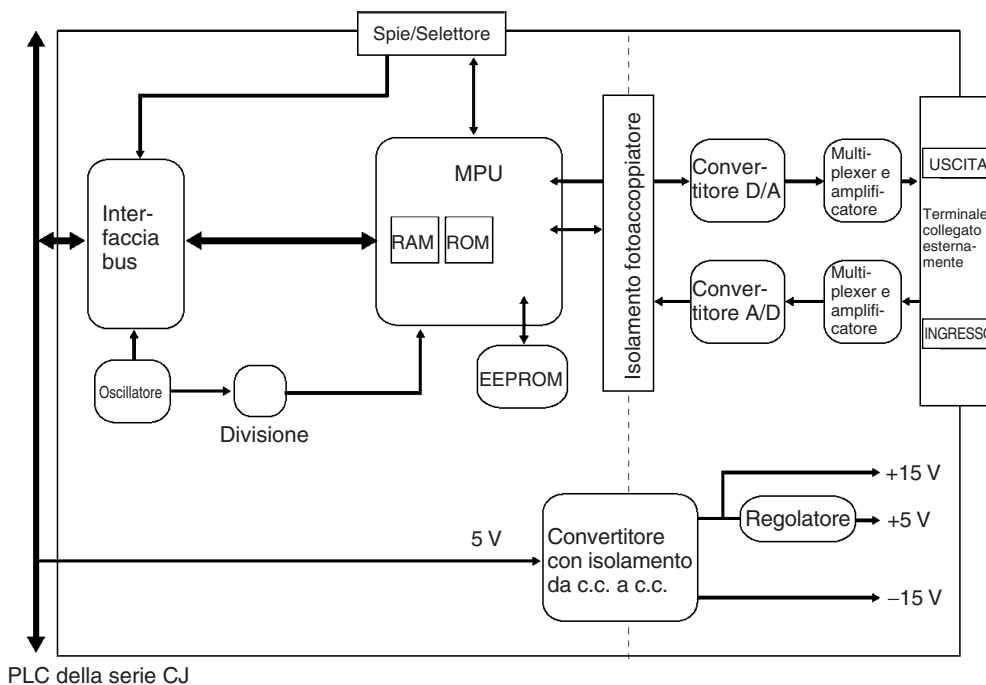 Spie/Selettore
MPU
RAM
ROM
Inter-
faccia
bus
Oscillatore
Divisione
EEPROM
Isolamento fotoaccoppiatore
Conver-
titore D/A
Multi-
plexer e
amplifi-
catore
Conver-
titore A/D
Multi-
plexer e
amplifi-
catore
USCITA
Terminale
collegato
esterna-
mente
INGRESSO
5 V
Convertitore
con isolamento
da c.c. a c.c.
Regolatore
+15 V
+5 V
−15 V
PLC della serie CJ